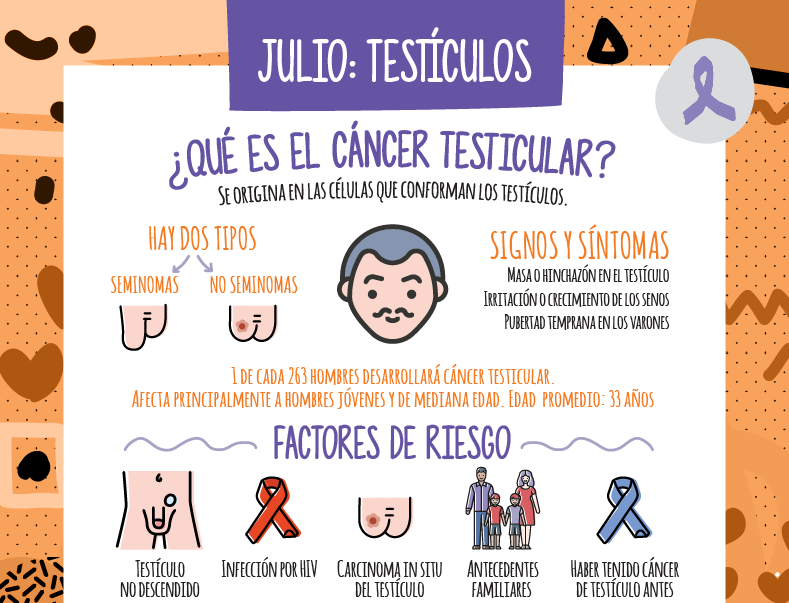 JULIO: TESTÍCULOS
¿QUÉ ES EL CÁNCER TESTICULAR?
SE ORIGINA EN LAS CÉLULAS QUE CONFORMAN LOS TESTÍCULOS.
HAY DOS TIPOS
SEMINOMAS NO SEMINOMAS
SIGNOS Y SÍNTOMAS
MASA O HINCHAZÓN EN EL TESTÍCULO
IRRITACIÓN O CRECIMIENTO DE LOS SENOS
PUBERTAD TEMPRANA EN LOS VARONES
1 DE CADA 263 HOMBRES DESARROLLARÁ CÁNCER TESTICULAR.
AFECTA PRINCIPALMENTE A HOMBRES JÓVENES Y DE MEDIANA EDAD. EDAD PROMEDIO: 33 AÑOS
FACTORES DE RIESGO
TESTÍCULO
NO DESCENDIDO
INFECCIÓN POR HIV
CARCINOMA IN SITU
DEL TESTÍCULO
ANTECEDENTES
FAMILIARES
HABER TENIDO CÁNCER
DE TESTÍCULO ANTES